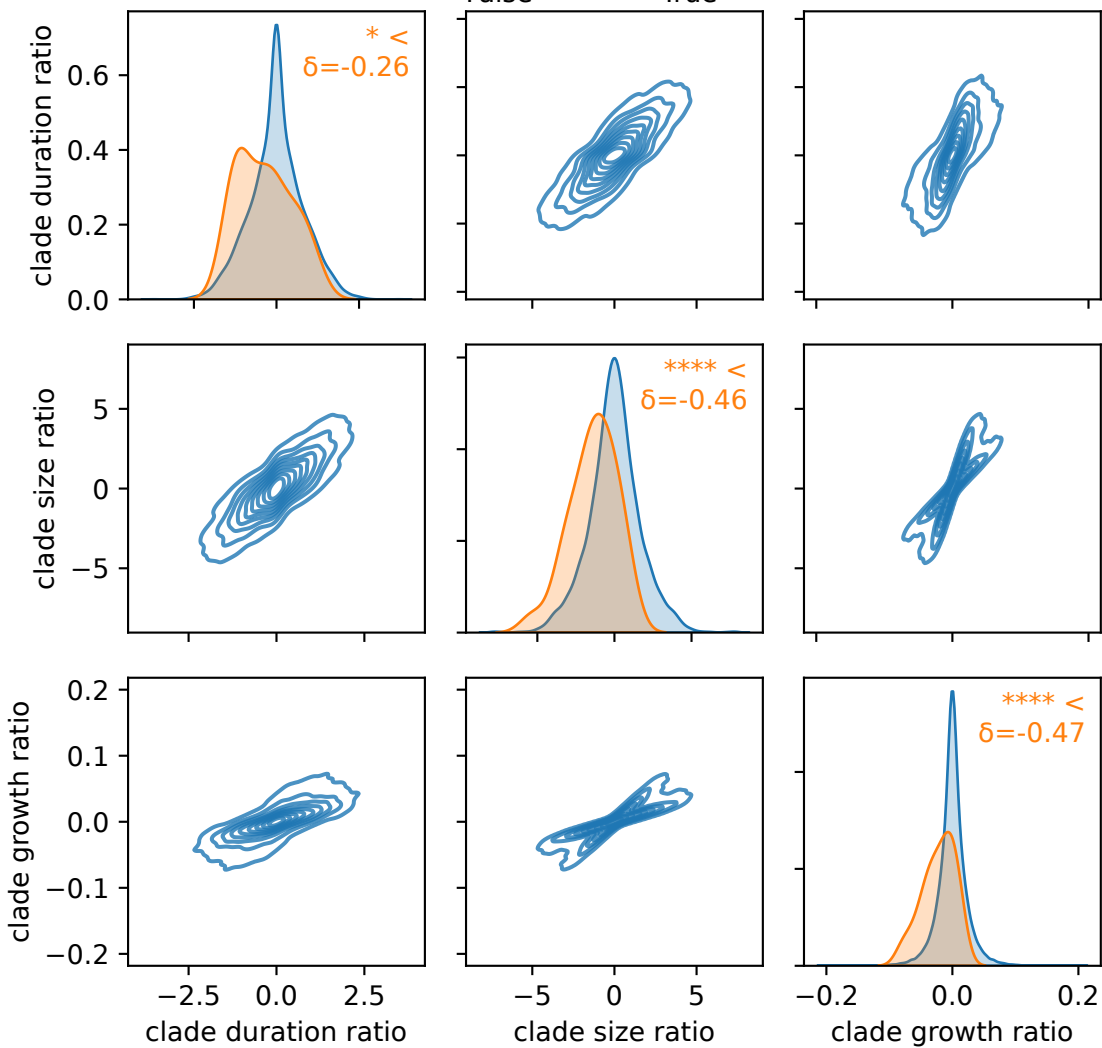 False True
clade duration ratio
0.6
0.4
0.2
0.0
* <
δ=-0.26
clade size ratio
5
0
−5
**** <
δ=-0.46
clade growth ratio
0.2
0.1
0.0
−0.1
−0.2
**** <
δ=-0.47
−2.5 0.0 2.5
−5 0 5
−0.2 0.0 0.2
clade duration ratio
clade size ratio
clade growth ratio